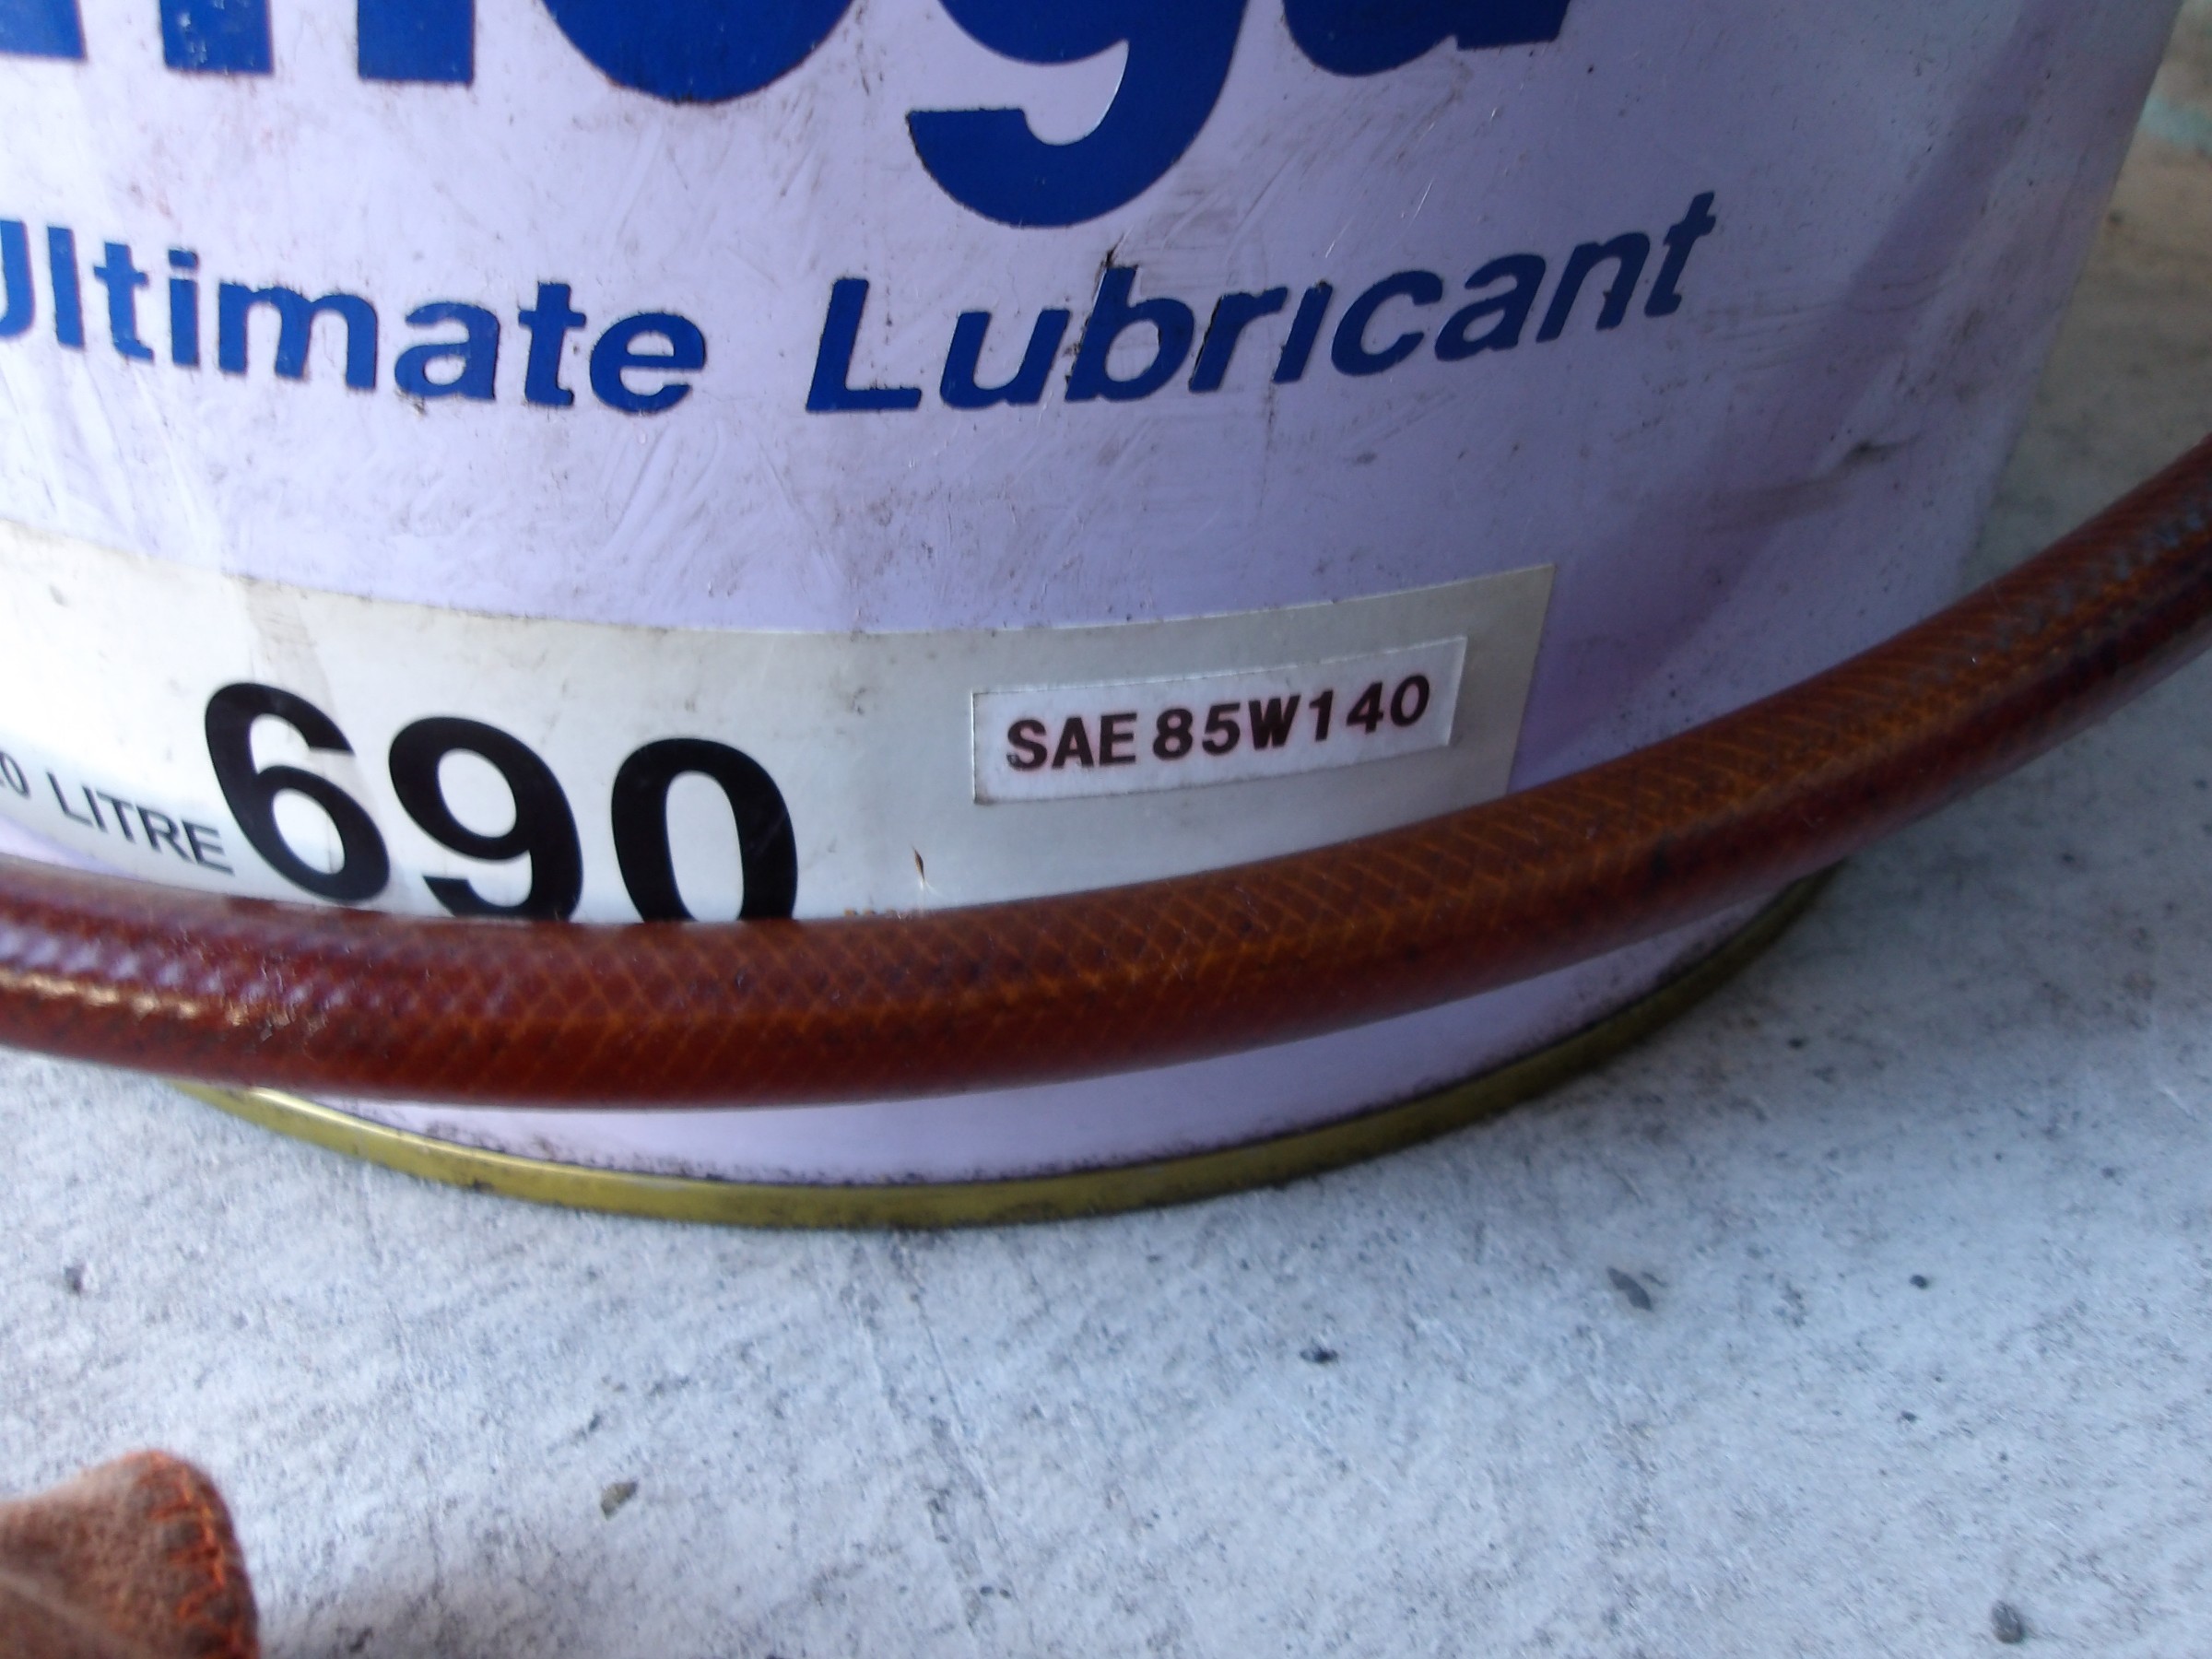 Ultimate Lubricant
690
SAE 85W140
LITRE